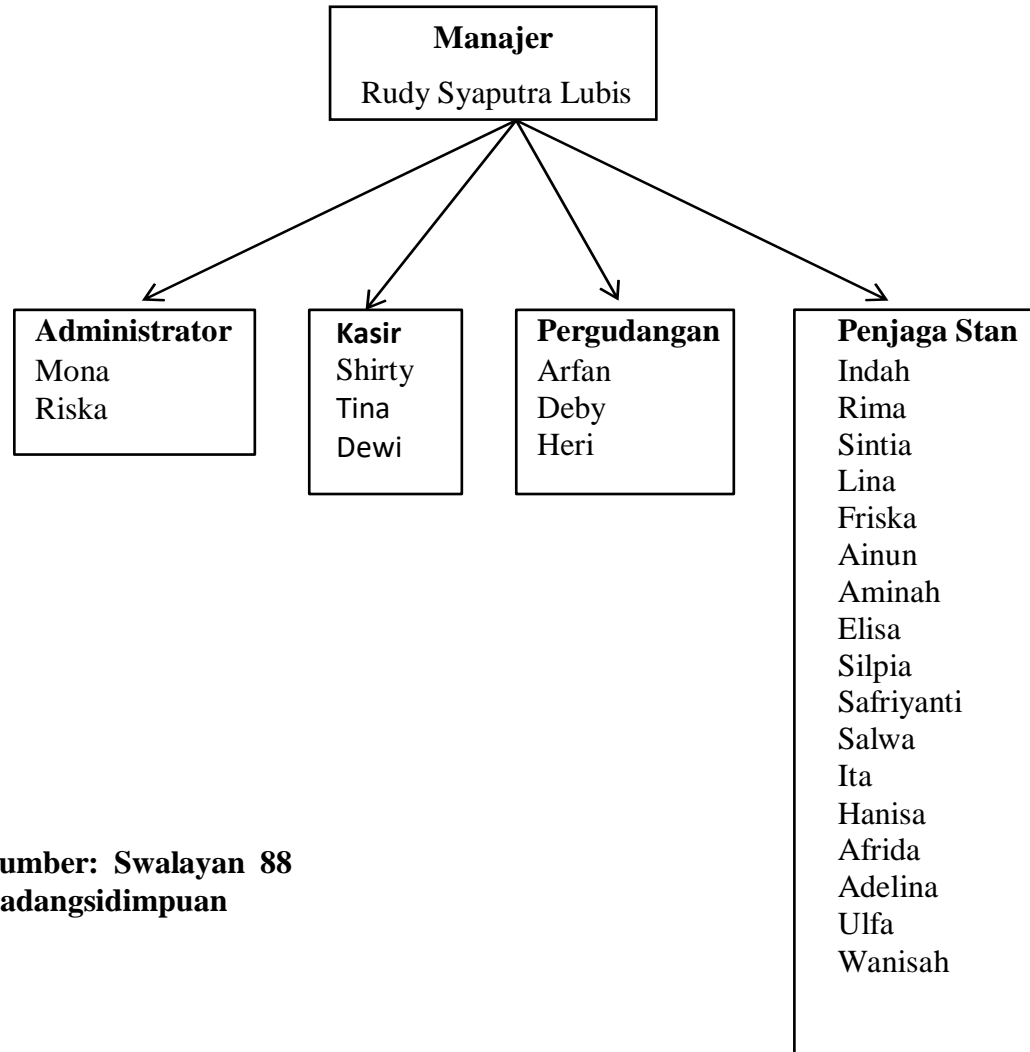 Manajer
Rudy Syaputra Lubis
Administrator
Mona
Riska
Kasir
Shirty
Tina
Dewi
Pergudangan
Arfan
Deby
Heri
Penjaga Stan
Indah
Rima
Sintia
Lina
Friska
Ainun
Aminah
Elisa
Silpia
Safriyanti
Salwa
Ita
Hanisa
Afrida
Adelina
Ulfa
Wanisah
umber: Swalayan 88
adangsidimpuan